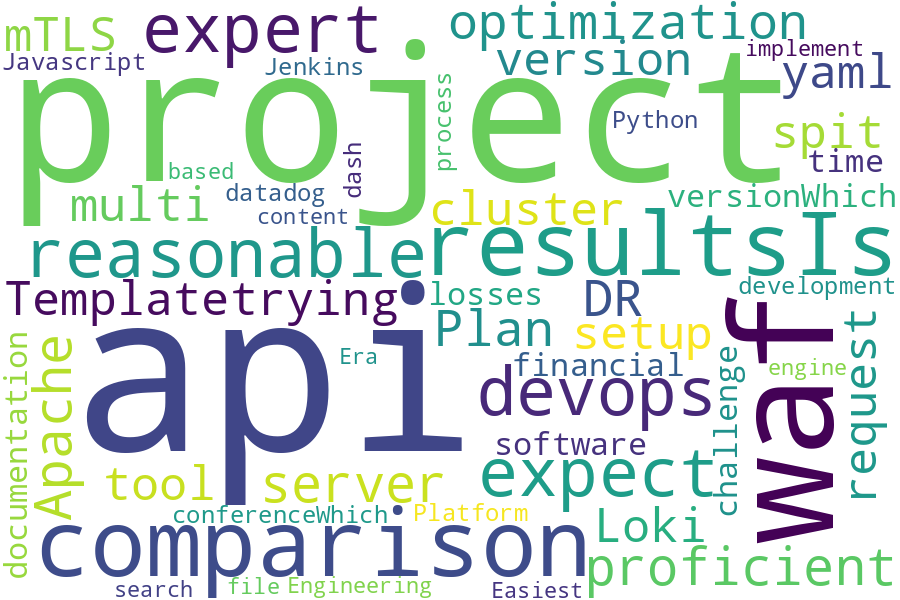 mTLS
expert
optimization
Javascript
Jenkins
version
implement
yaml
project
process
Python
spit
time
based
dash
datadog
multi
content
cluster
versionWhich
reasonable
resultsIs
Templatetrying
losses
DR
development
api
Plan
setup
waf
request
documentation
Apache
Era
financial
challenge
engine
devops
software
tool
server
expect
conferenceWhich
Platform
comparison
Loki
proficient
search
file
Engineering
Easiest